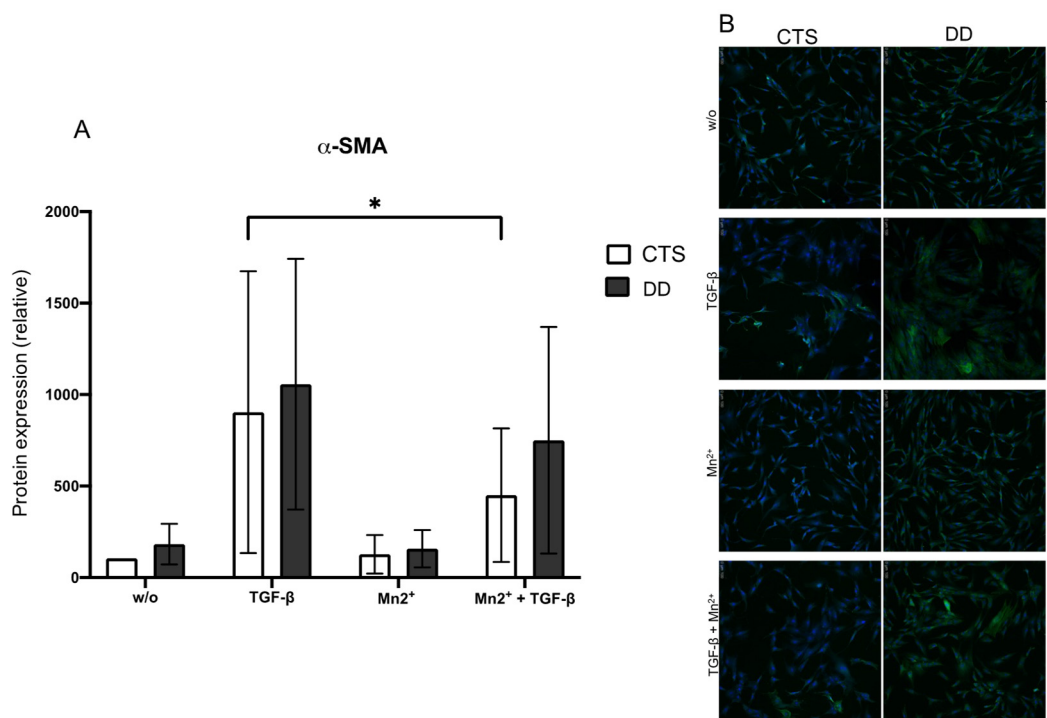 A
α-SMA
*
2000
1500
1000
500
0
Protein expression (relative)
w/o
TGF-β
Mn2⁺
Mn2⁺ + TGF-β
CTS
DD
B
CTS
DD
w/o
TGF-β
Mn²⁺
TGF-β + Mn²⁺